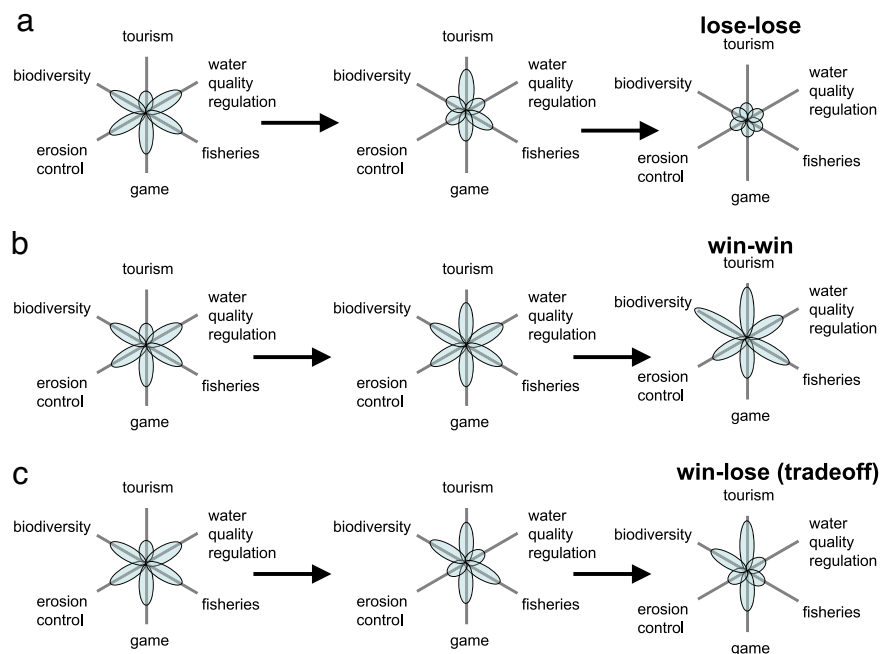 a
tourism
biodiversity
water
quality
regulation
erosion
control
fisheries
game
tourism
biodiversity
water
quality
regulation
erosion
control
fisheries
game
lose-lose
tourism
biodiversity
water
quality
regulation
erosion
control
fisheries
game
b
tourism
biodiversity
water
quality
regulation
erosion
control
fisheries
game
tourism
biodiversity
water
quality
regulation
erosion
control
fisheries
game
win-win
tourism
biodiversity
water
quality
regulation
erosion
control
fisheries
game
c
tourism
biodiversity
water
quality
regulation
erosion
control
fisheries
game
tourism
biodiversity
water
quality
regulation
erosion
control
fisheries
game
win-lose (tradeoff)
tourism
biodiversity
water
quality
regulation
erosion
control
fisheries
game